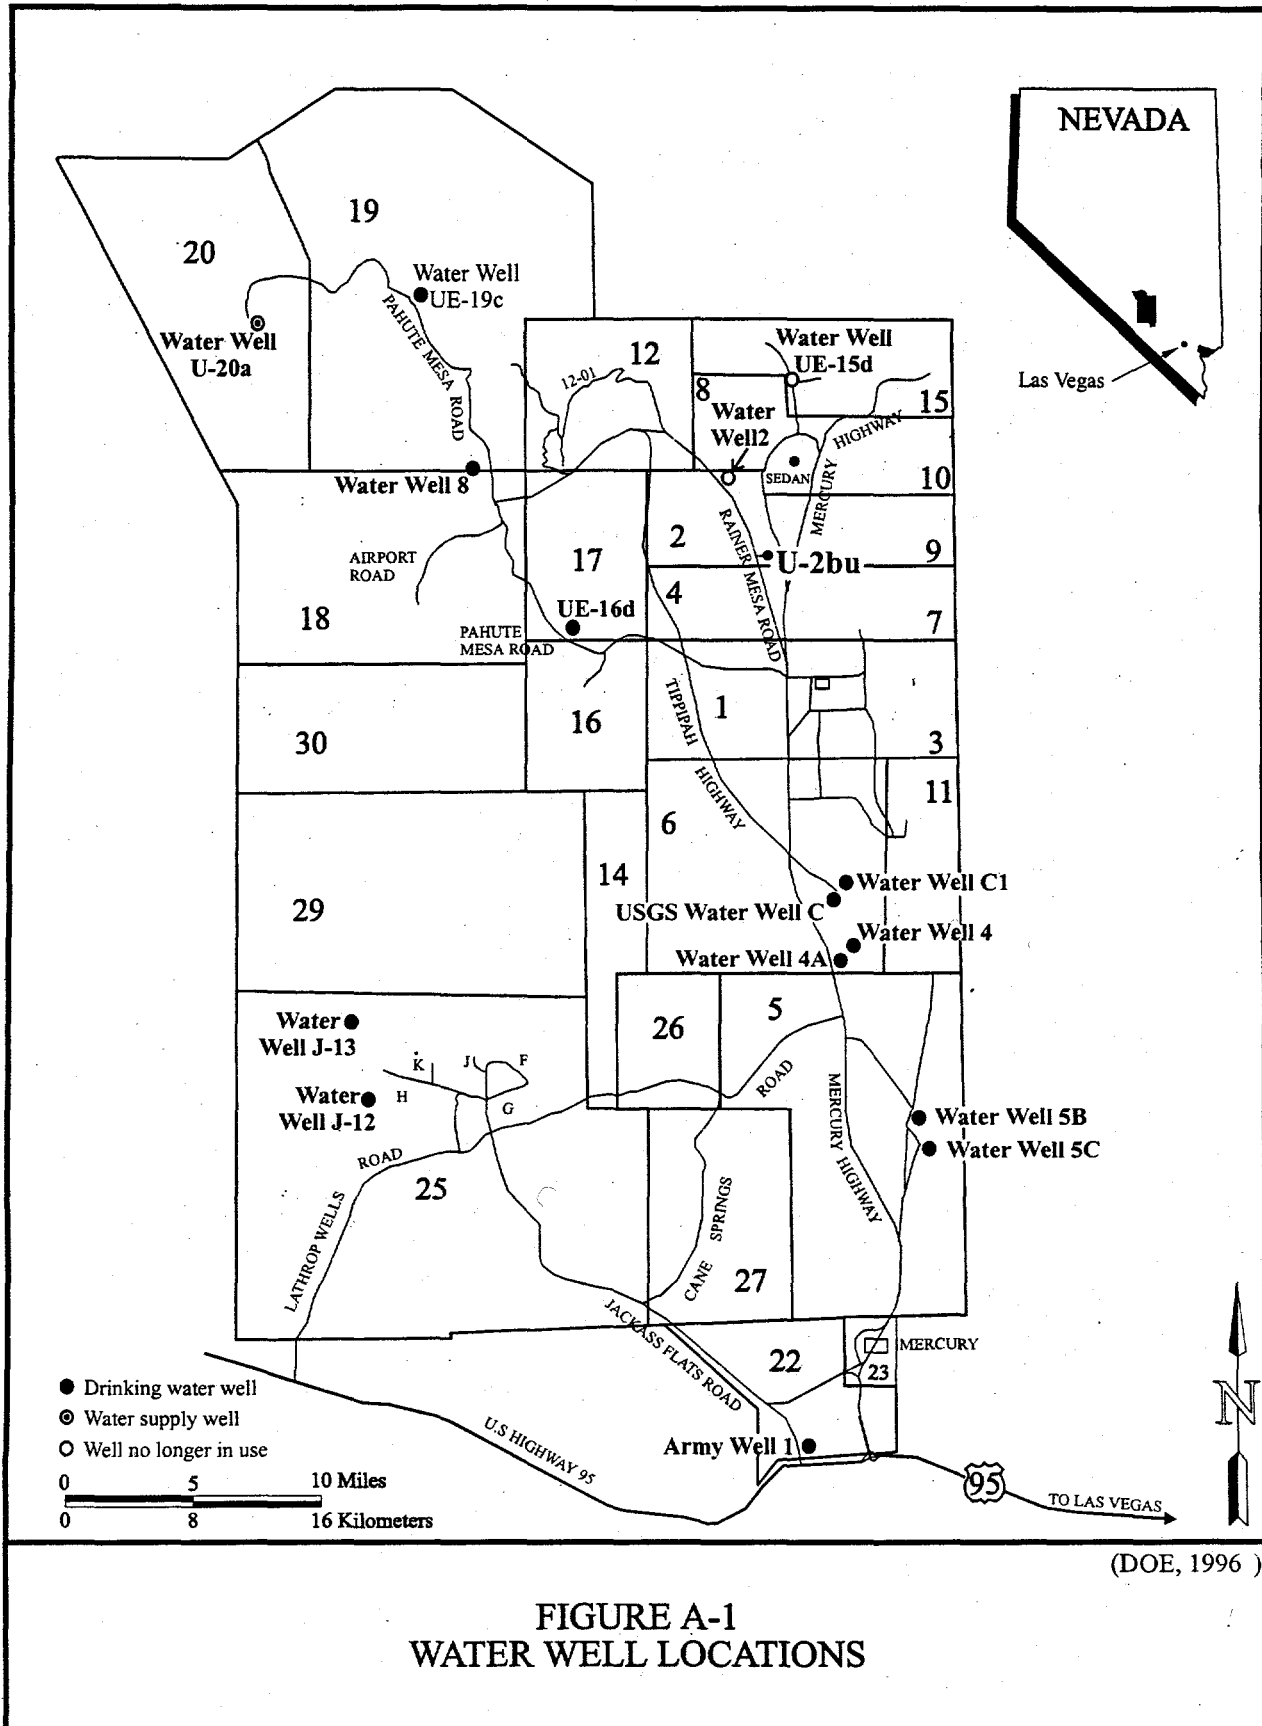 NEVADA
Las Vegas
19
20
Water Well
UE-19c
Water Well
U-20a
PAHUTE MESA ROAD
12
12-01
Water Well
UE-15d
8
Water
Well2
15
HIGHWAY
MERCURY
SEDAN
10
Water Well 8
RAINER MESA ROAD
2
17
U-2bu
9
AIRPORT
ROAD
4
UE-16d
18
7
PAHUTE
MESA ROAD
TIPPIPAH
1
16
30
3
HIGHWAY
11
6
14
29
Water Well C1
USGS Water Well C
Water Well 4
Water Well 4A
5
26
Water
Well J-13
K
J
F
ROAD
MERCURY HIGHWAY
Water
Well J-12
H
G
Water Well 5B
Water Well 5C
ROAD
25
LATHROP WELLS
CANE SPRINGS
27
JACKASS FLATS ROAD
22
MERCURY
23
Drinking water well
Water supply well
Well no longer in use
U.S HIGHWAY 95
Army Well 1
0 5 10 Miles
0 8 16 Kilometers
95
TO LAS VEGAS
N
(DOE, 1996 )
FIGURE A-1
WATER WELL LOCATIONS